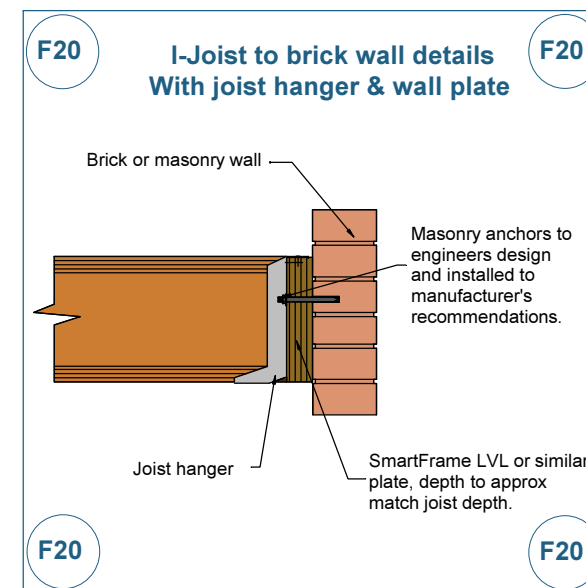 F20
I-Joist to brick wall details
F20
With joist hanger & wall plate
Brick or masonry wall
Masonry anchors to
engineers design
and installed to
manufacturer's
recommendations.
Joist hanger
SmartFrame LVL or similar
plate, depth to approx
match joist depth.
F20
F20